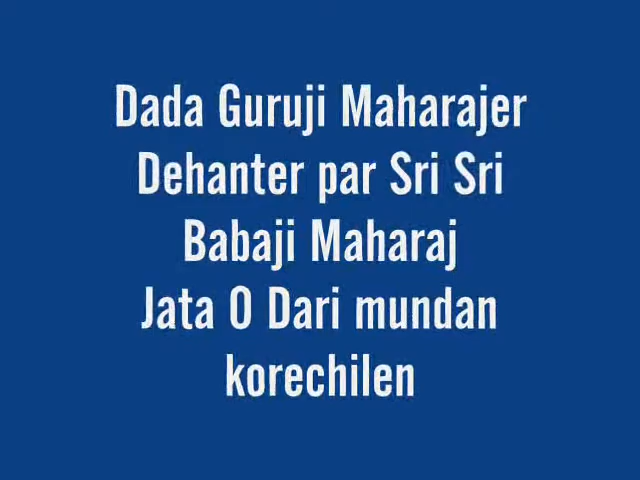 Dada Guruji Maharajer
Dehanter par Sri Sri
Babaji Maharaj
Jata O Dari mundan
korechilen